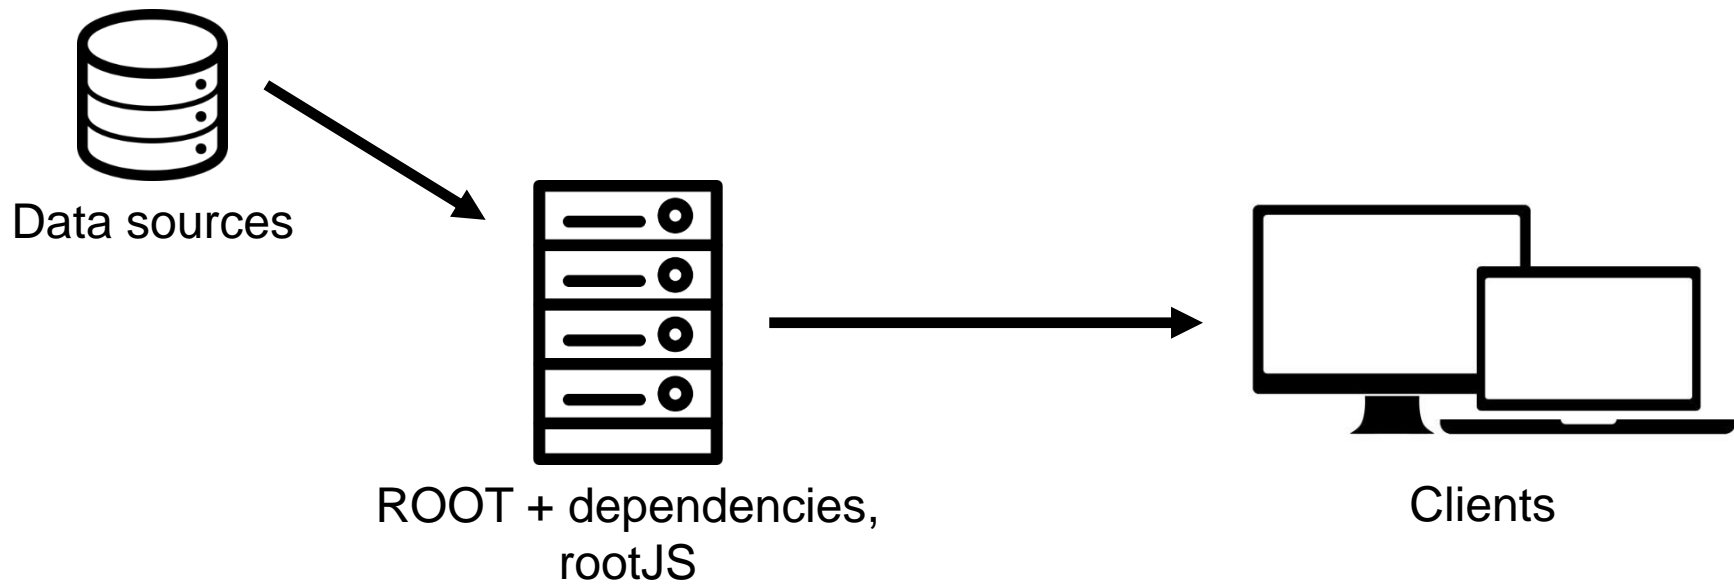 Data sources
ROOT + dependencies,
rootJS
Clients